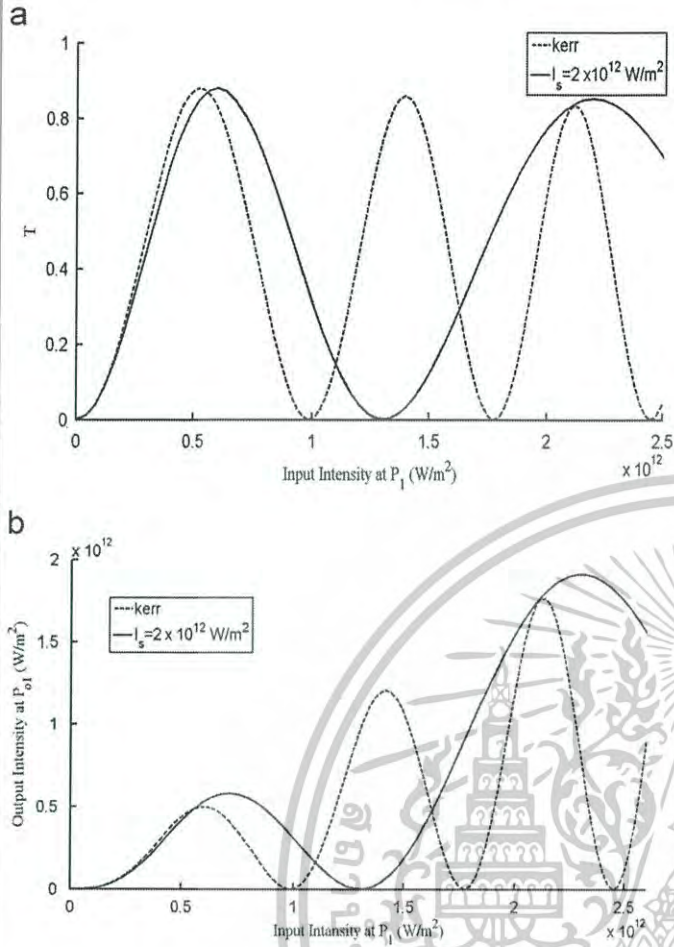 a
1
0.8
0.6
0.4
0.2
0
T
kerr
I_s=2 x10^12 W/m^2
0 0.5 1 1.5 2 2.5
x 10^12
Input Intensity at P_1 (W/m^2)
b
x 10^12
2
1.5
1
0.5
0
Output Intensity at P_o1 (W/m^2)
kerr
I_s=2 x 10^12 W/m^2
0 0.5 1 1.5 2 2.5
x 10^12
Input Intansity at P_1 (W/m^2)